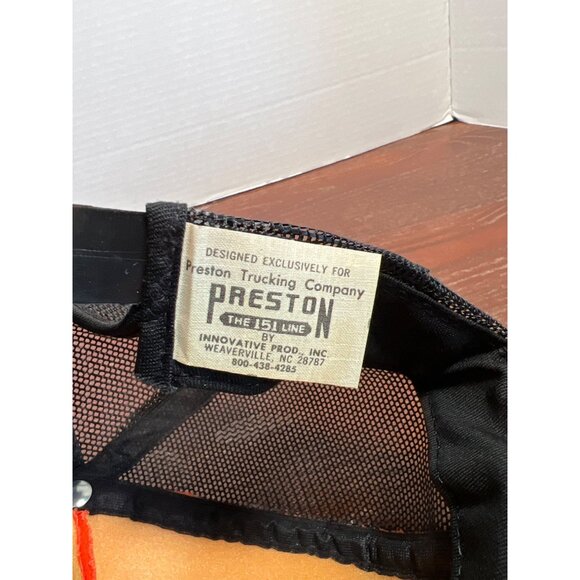 DESIGNED EXCLUSIVELY FOR
Preston Trucking Company
PRESTON
THE 151 LINE
BY
INNOVATIVE PROD., INC
WEAVERVILLE, NC 28787
800-438-4285